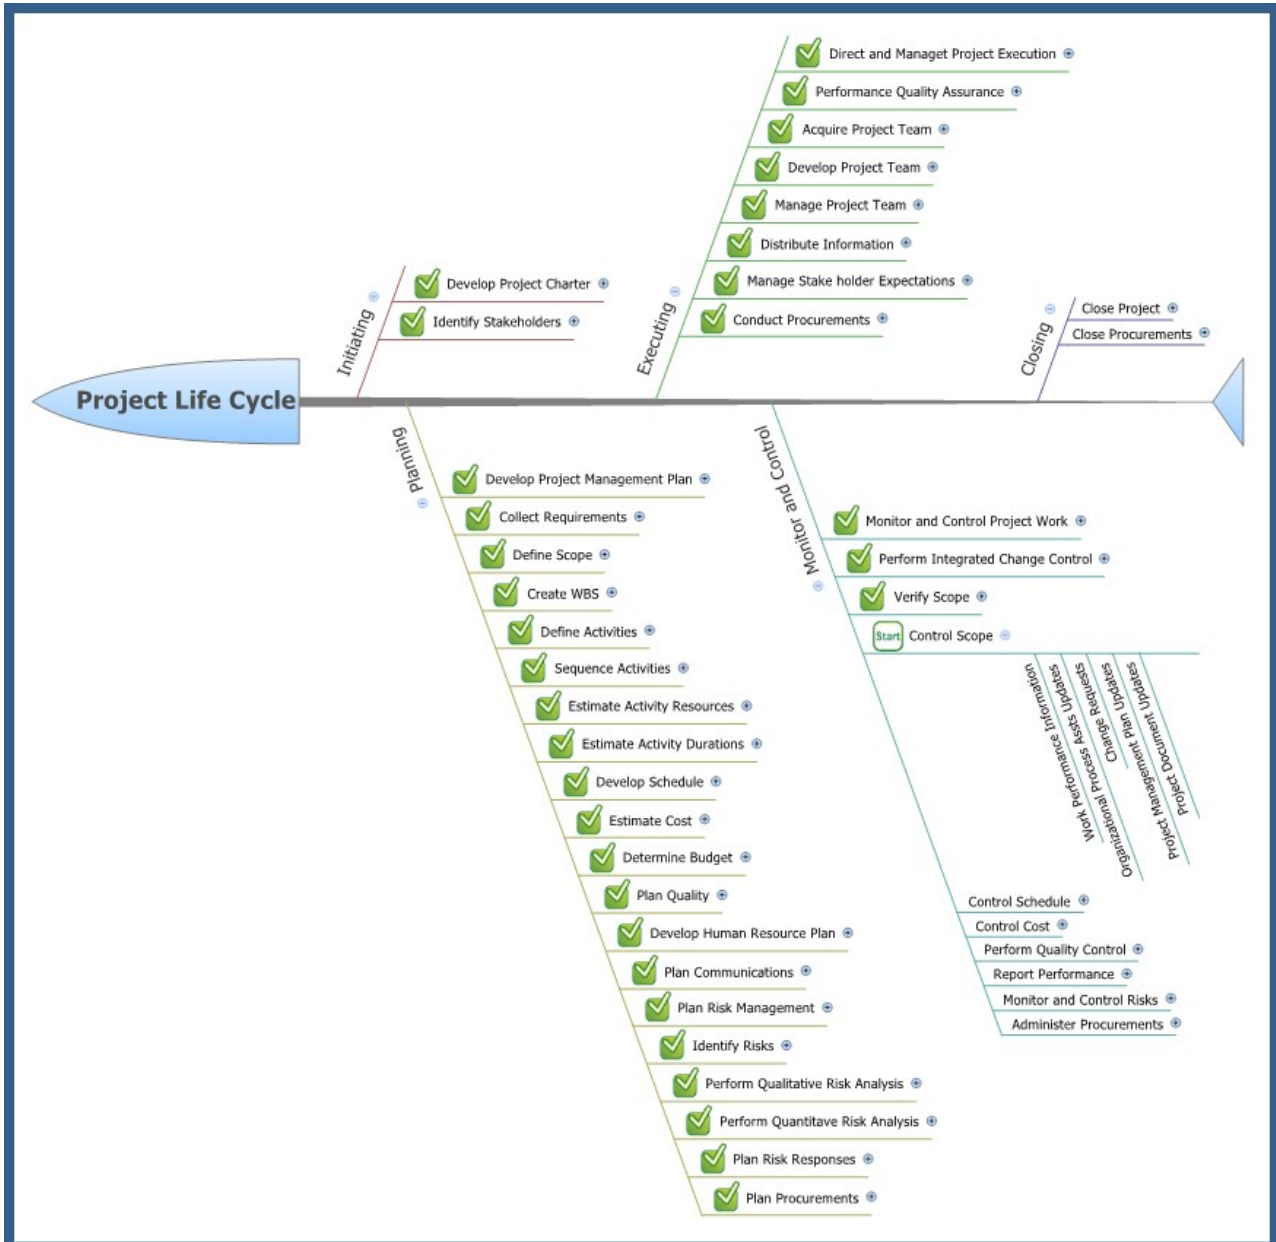 Direct and Managet Project Execution
Performance Quality Assurance
Acquire Project Team
Develop Project Team
Manage Project Team
Distribute Information
Manage Stake holder Expectations
Conduct Procurements
Executing
Develop Project Charter
Identify Stakeholders
Initiating
Close Project
Close Procurements
Closing
Project Life Cycle
Planning
Develop Project Management Plan
Collect Requirements
Define Scope
Create WBS
Define Activities
Sequence Activities
Estimate Activity Resources
Estimate Activity Durations
Develop Schedule
Estimate Cost
Determine Budget
Plan Quality
Develop Human Resource Plan
Plan Communications
Plan Risk Management
Identify Risks
Perform Qualitative Risk Analysis
Perform Quantitave Risk Analysis
Plan Risk Responses
Plan Procurements
Monitor and Control
Monitor and Control Project Work
Perform Integrated Change Control
Verify Scope
Start Control Scope
Work Performance Information
Organizational Process Assts Updates
Change Requests
Project Management Plan Updates
Project Document Updates
Control Schedule
Control Cost
Perform Quality Control
Report Performance
Monitor and Control Risks
Administer Procurements